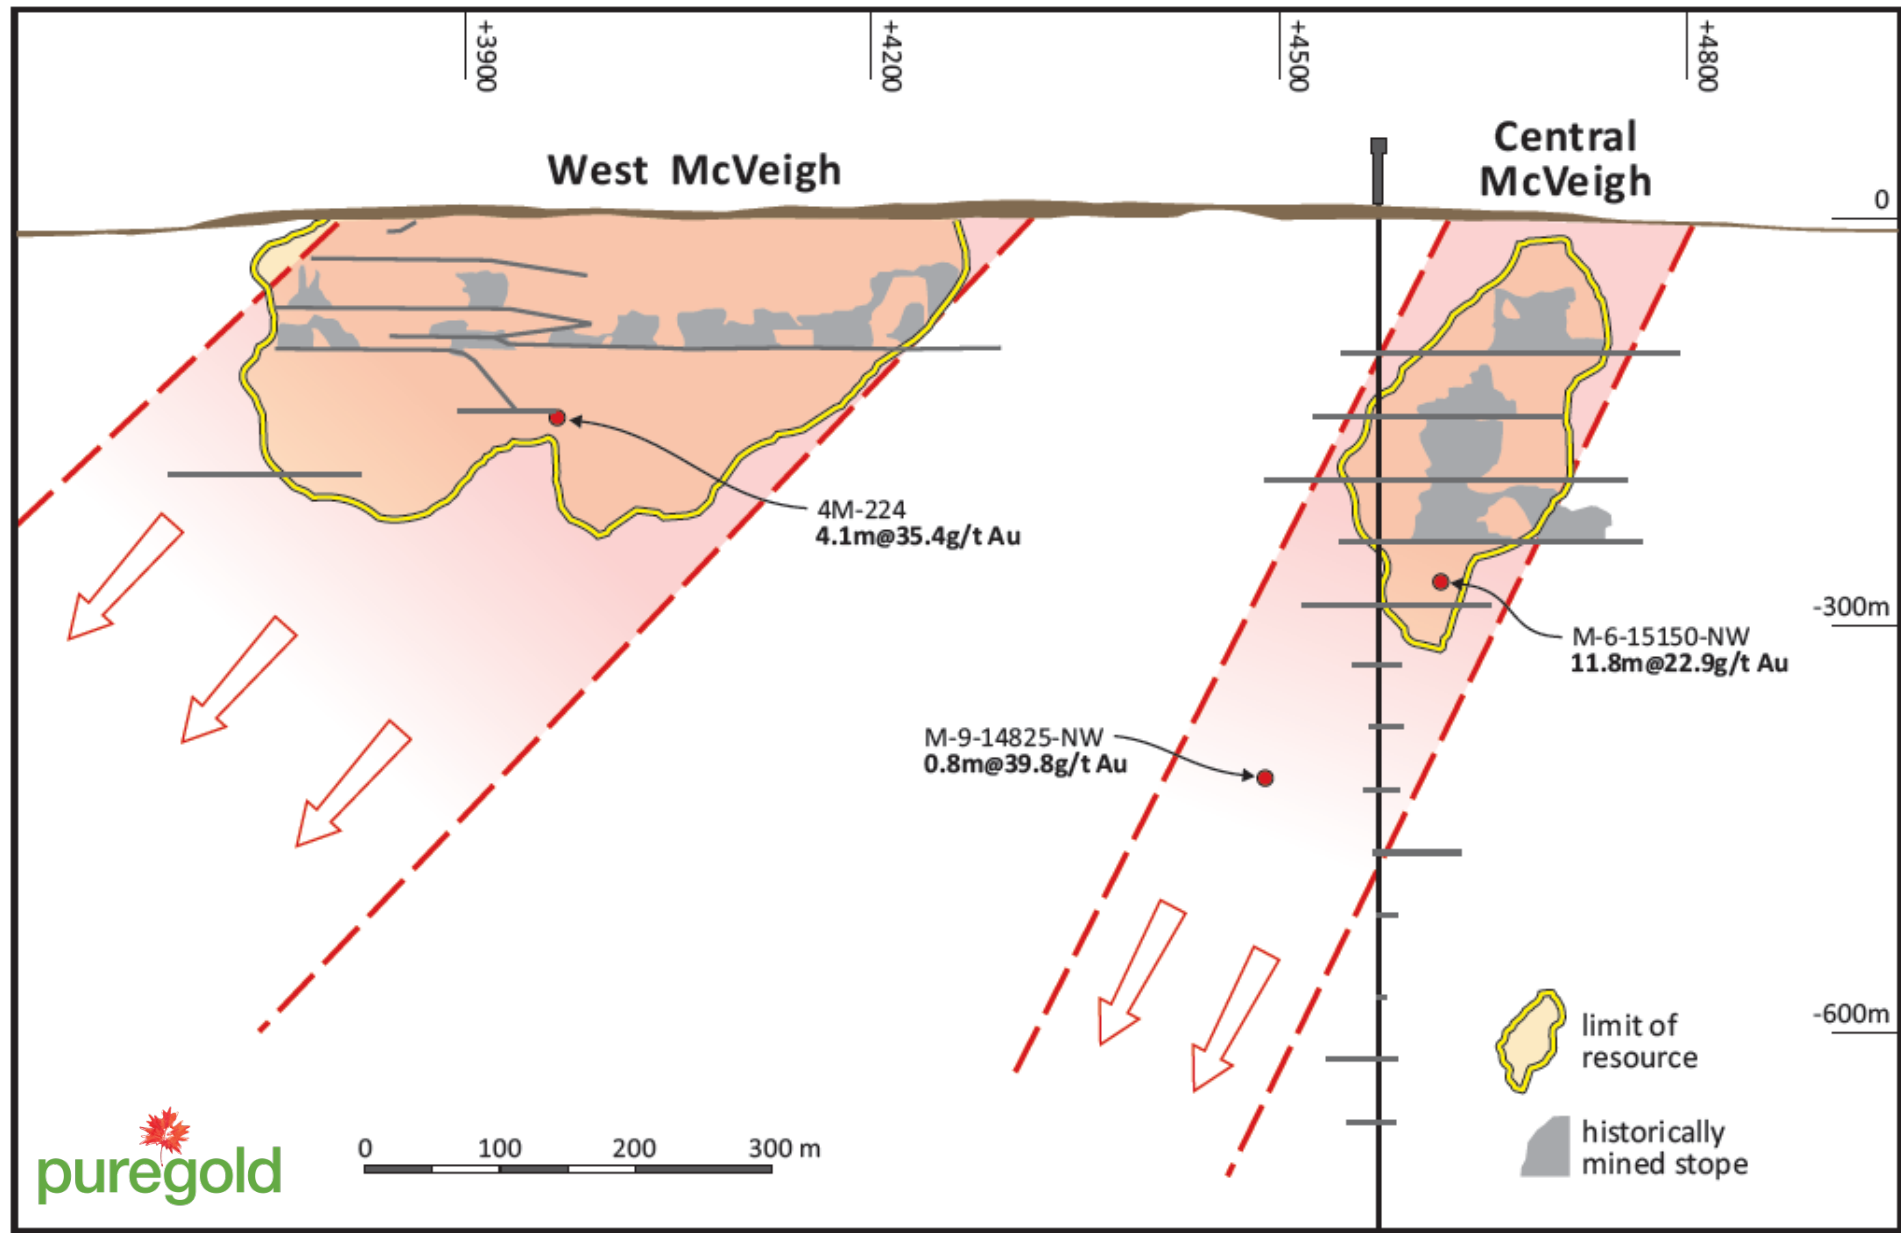 +3900
+4200
+4500
+4800
West McVeigh
Central
McVeigh
0
4M-224
4.1m@35.4g/t Au
-300m
M-6-15150-NW
11.8m@22.9g/t Au
M-9-14825-NW
0.8m@39.8g/t Au
-600m
limit of
resource
historically
mined stope
puregold
0 100 200 300 m